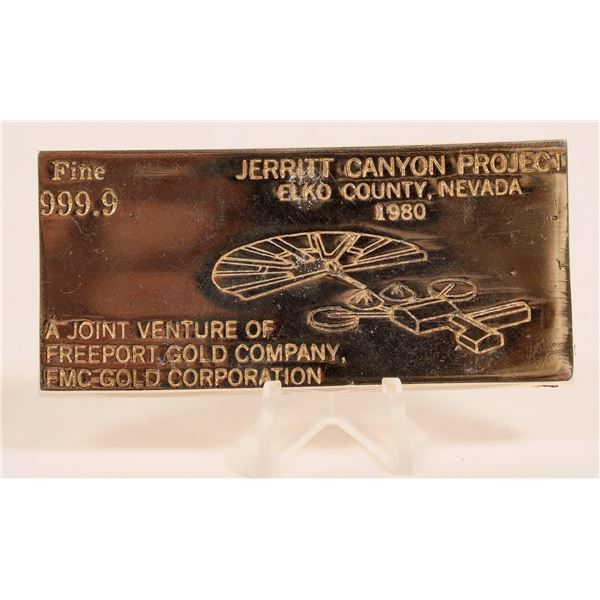 Fine
999.9
JERRITT CANYON PROJECT
ELKO COUNTY, NEVADA
1980
A JOINT VENTURE OF
FREEPORT GOLD COMPANY,
FMC GOLD CORPORATION